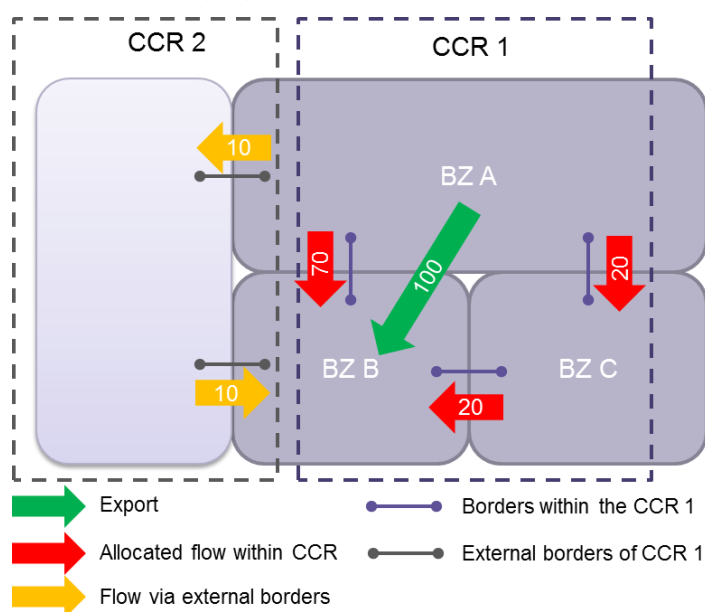 CCR 2
CCR 1
10
BZ A
70
100
20
BZ B
BZ C
10
20
Export
Borders within the CCR 1
Allocated flow within CCR
External borders of CCR 1
Flow via external borders